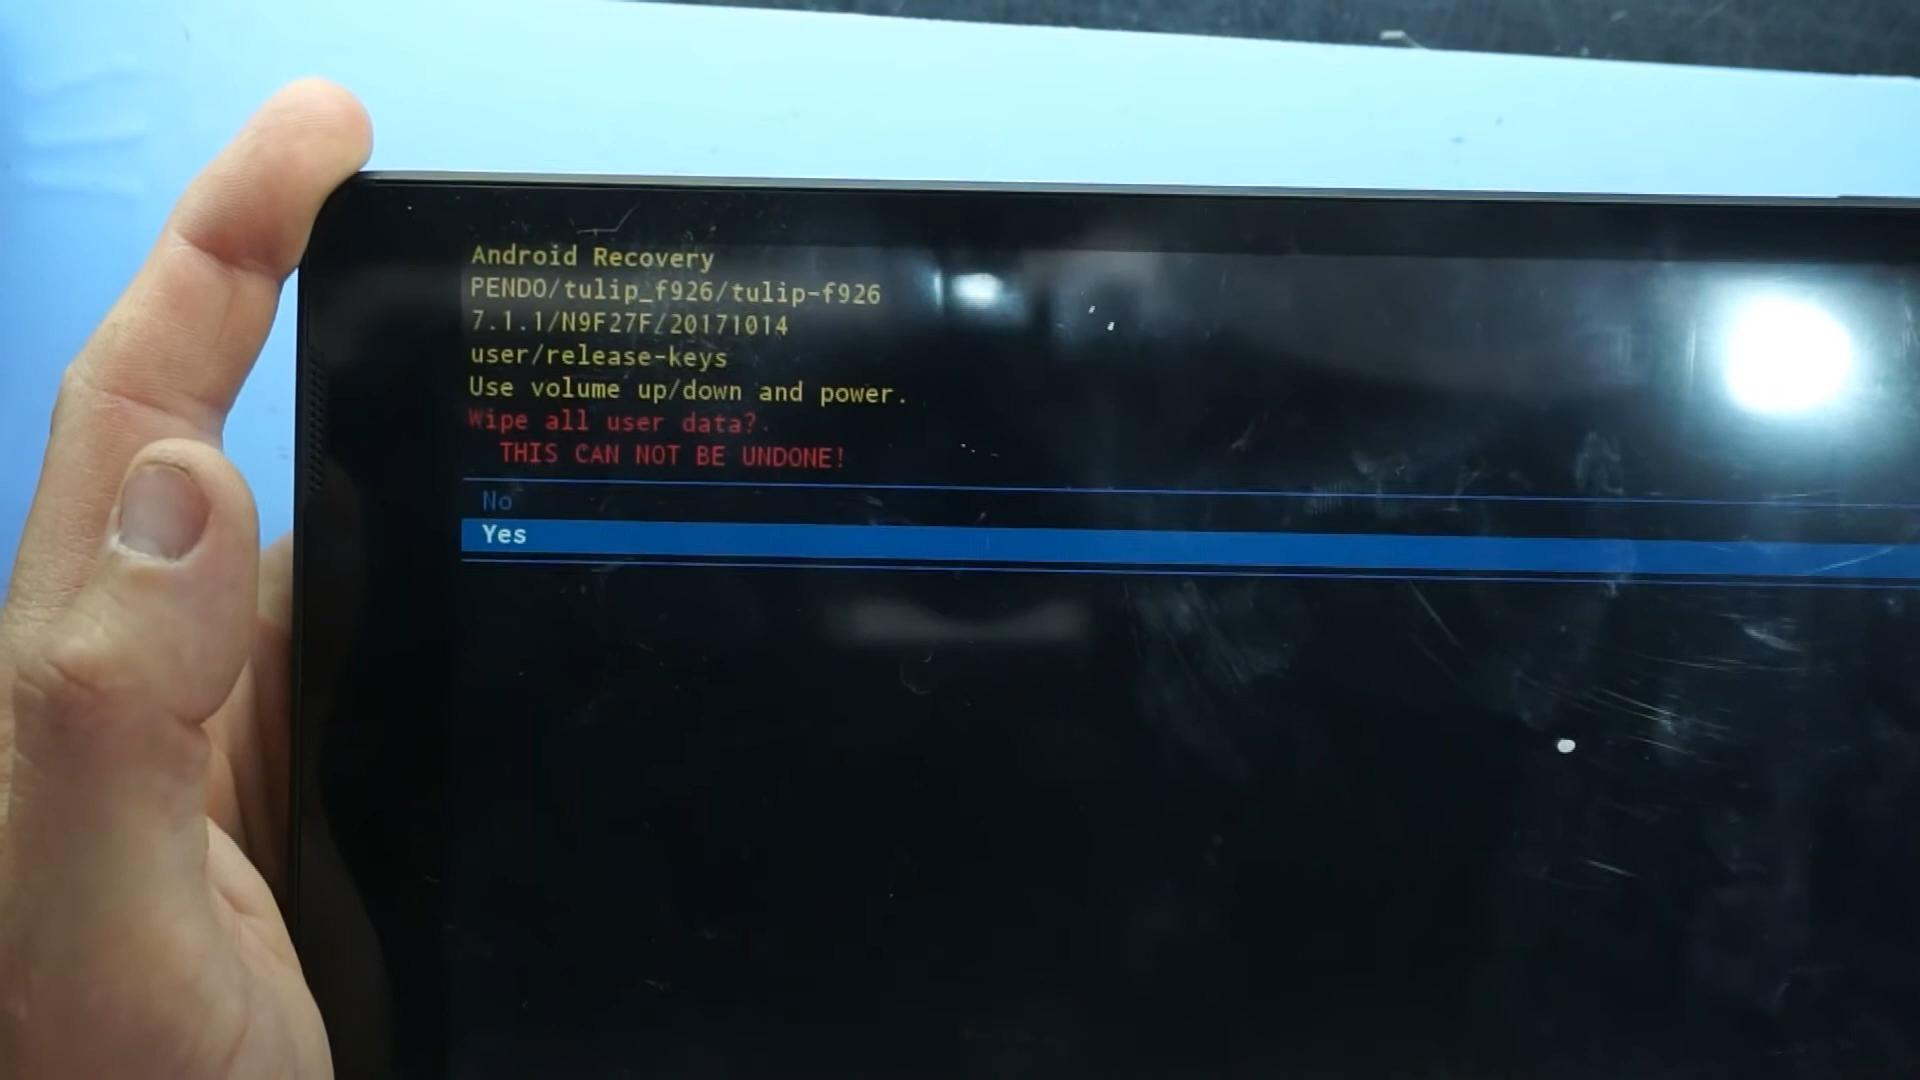 Android Recovery
PENDO/tulip_f926/tulip-f926
7.1.1/N9F27F/20171014
user/release-keys
Use volume up/down and power.
Wipe all user data?
THIS CAN NOT BE UNDONE!
No
Yes